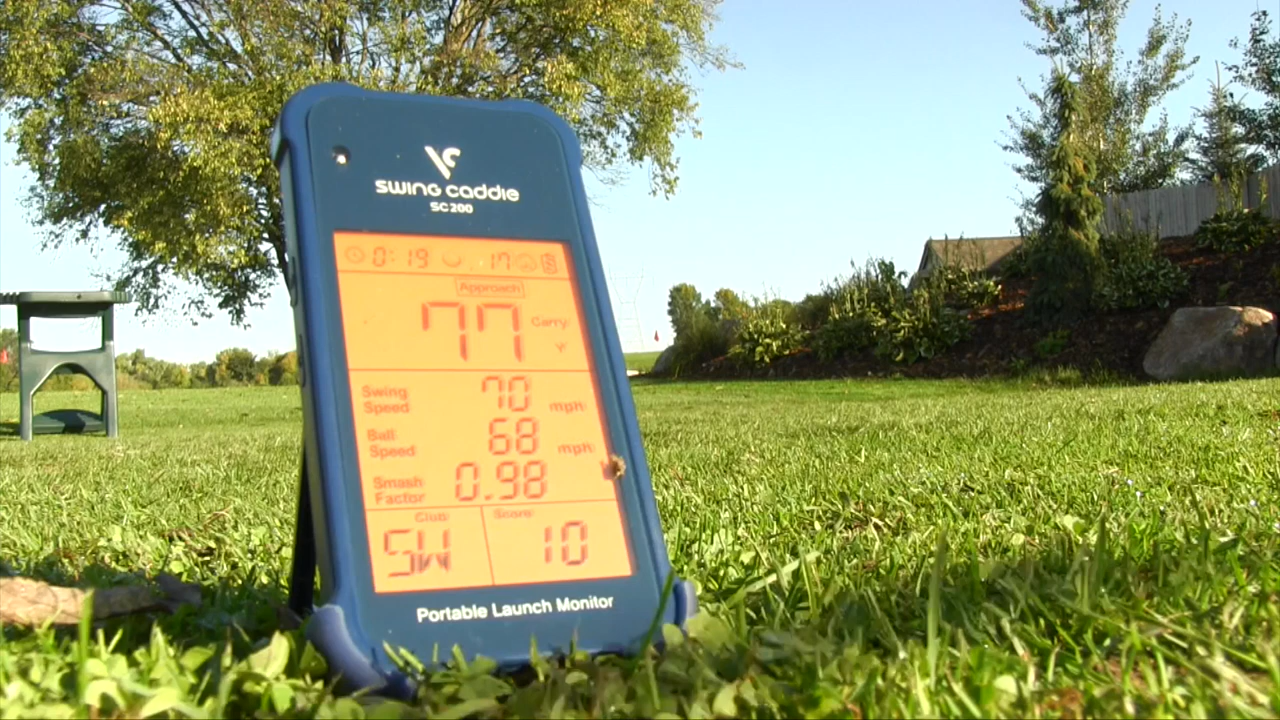 SWING CADDIE
SC200
0:19 17
Approach
77 Carry: Y
Swing Speed 70 mph
Ball Speed 68 mph
Smash Factor 0.98
Club: Score:
SW 10
Portable Launch Monitor